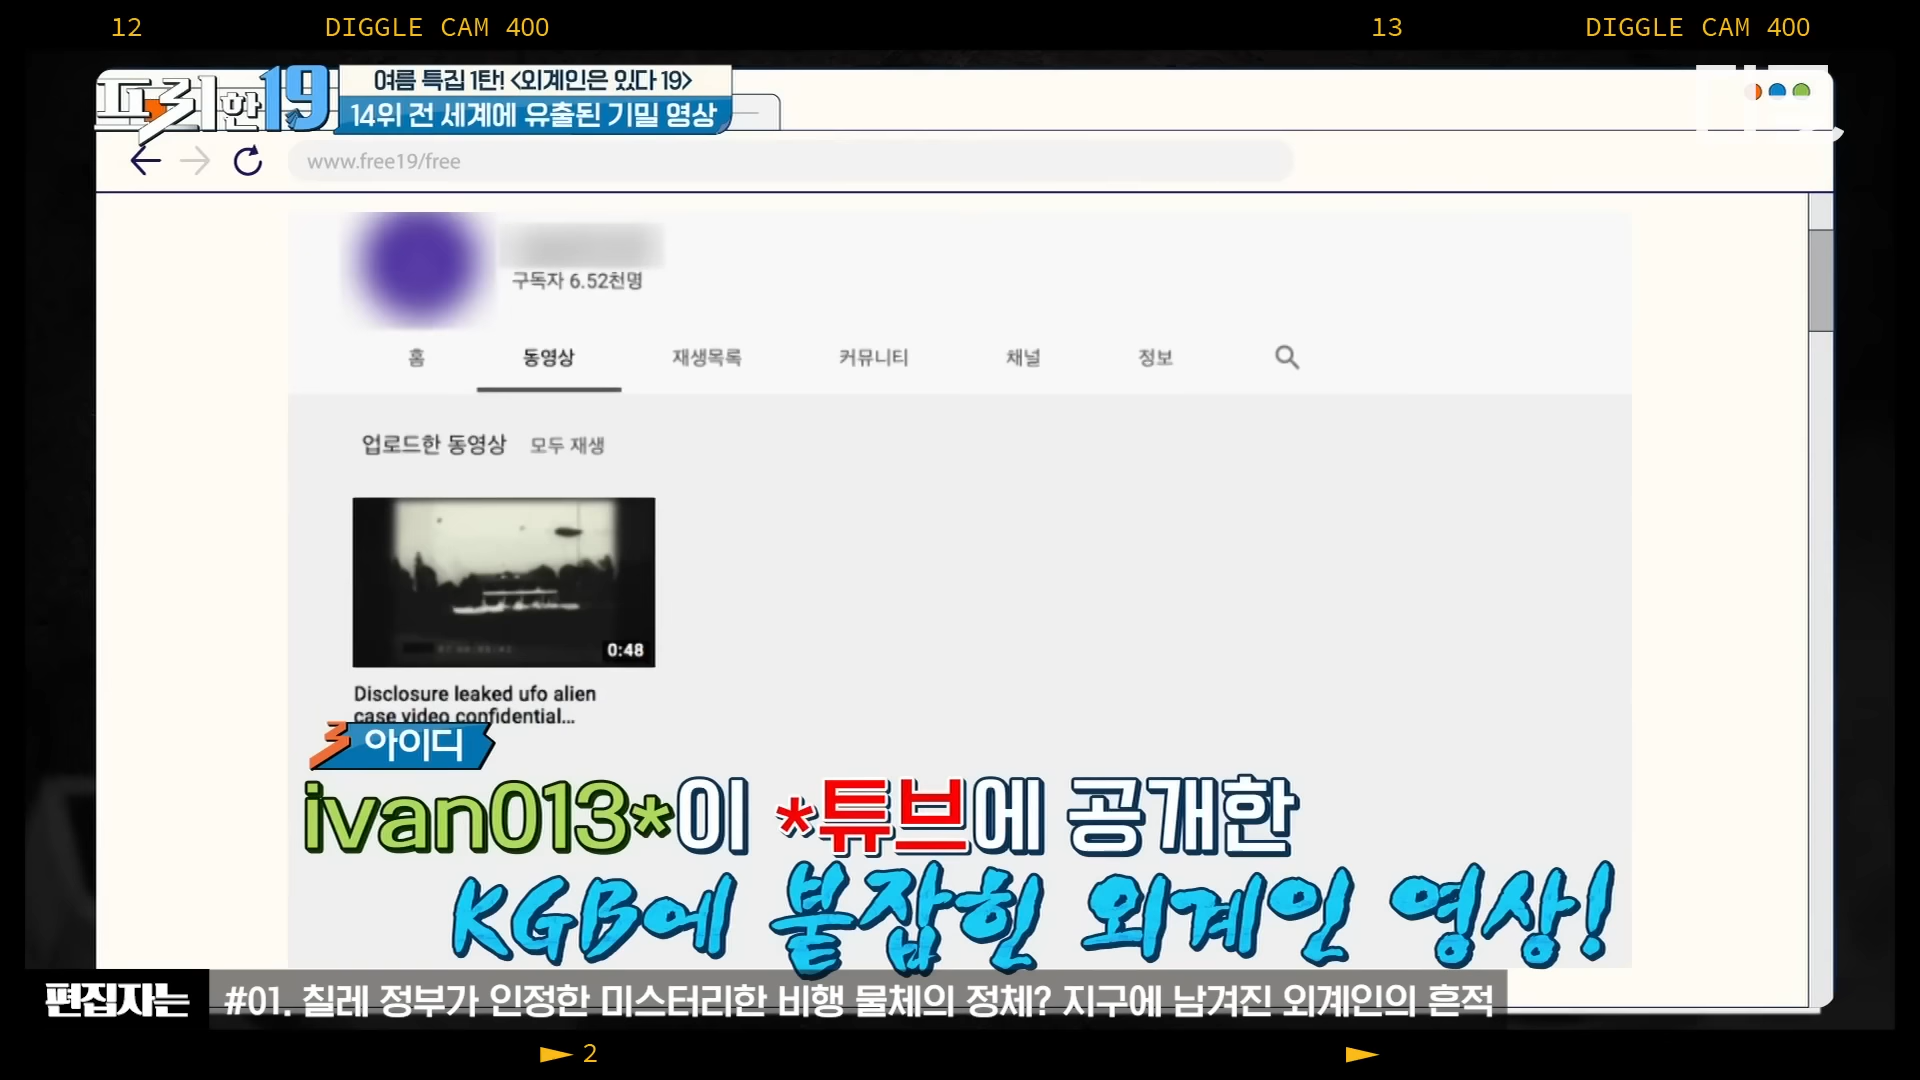 12 DIGGLE CAM 400 13 DIGGLE CAM 400
프리한19
여름 특집 1탄! <외계인은 있다 19>
14위 전 세계에 유출된 기밀 영상
www.free19/free
구독자 6.52천명
홈 동영상 재생목록 커뮤니티 채널 정보
업로드한 동영상 모두 재생
0:48
Disclosure leaked ufo alien
case video confidential...
아이디
ivan013*이 *튜브에 공개한
KGB에 붙잡힌 외계인 영상!
편집자는
#01. 칠레 정부가 인정한 미스터리한 비행 물체의 정체? 지구에 남겨진 외계인의 흔적
2